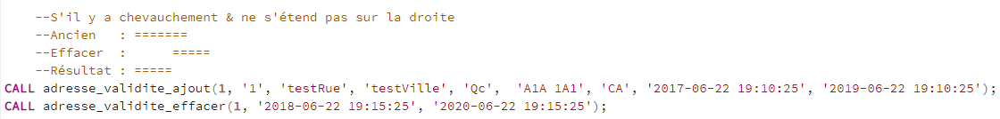 --S'il y a chevauchement & ne s'étend pas sur la droite
--Ancien   : =======
--Effacer  :      =====
--Résultat : =====
CALL adresse_validite_ajout(1, '1', 'testRue', 'testVille', 'Qc',  'A1A 1A1', 'CA', '2017-06-22 19:10:25', '2019-06-22 19:10:25');
CALL adresse_validite_effacer(1, '2018-06-22 19:15:25', '2020-06-22 19:15:25');